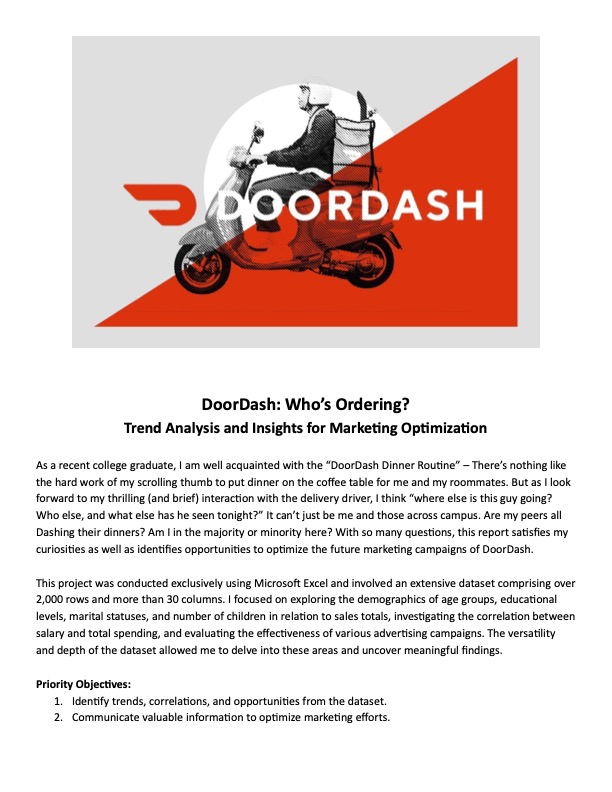 DOORDASH
DoorDash: Who’s Ordering?
Trend Analysis and Insights for Marketing Optimization
As a recent college graduate, I am well acquainted with the “DoorDash Dinner Routine” – There’s nothing like
the hard work of my scrolling thumb to put dinner on the coffee table for me and my roommates. But as I look
forward to my thrilling (and brief) interaction with the delivery driver, I think “where else is this guy going?
Who else, and what else has he seen tonight?” It can’t just be me and those across campus. Are my peers all
Dashing their dinners? Am I in the majority or minority here? With so many questions, this report satisfies my
curiosities as well as identifies opportunities to optimize the future marketing campaigns of DoorDash.
This project was conducted exclusively using Microsoft Excel and involved an extensive dataset comprising over
2,000 rows and more than 30 columns. I focused on exploring the demographics of age groups, educational
levels, marital statuses, and number of children in relation to sales totals, investigating the correlation between
salary and total spending, and evaluating the effectiveness of various advertising campaigns. The versatility
and depth of the dataset allowed me to delve into these areas and uncover meaningful findings.
Priority Objectives:
1. Identify trends, correlations, and opportunities from the dataset.
2. Communicate valuable information to optimize marketing efforts.